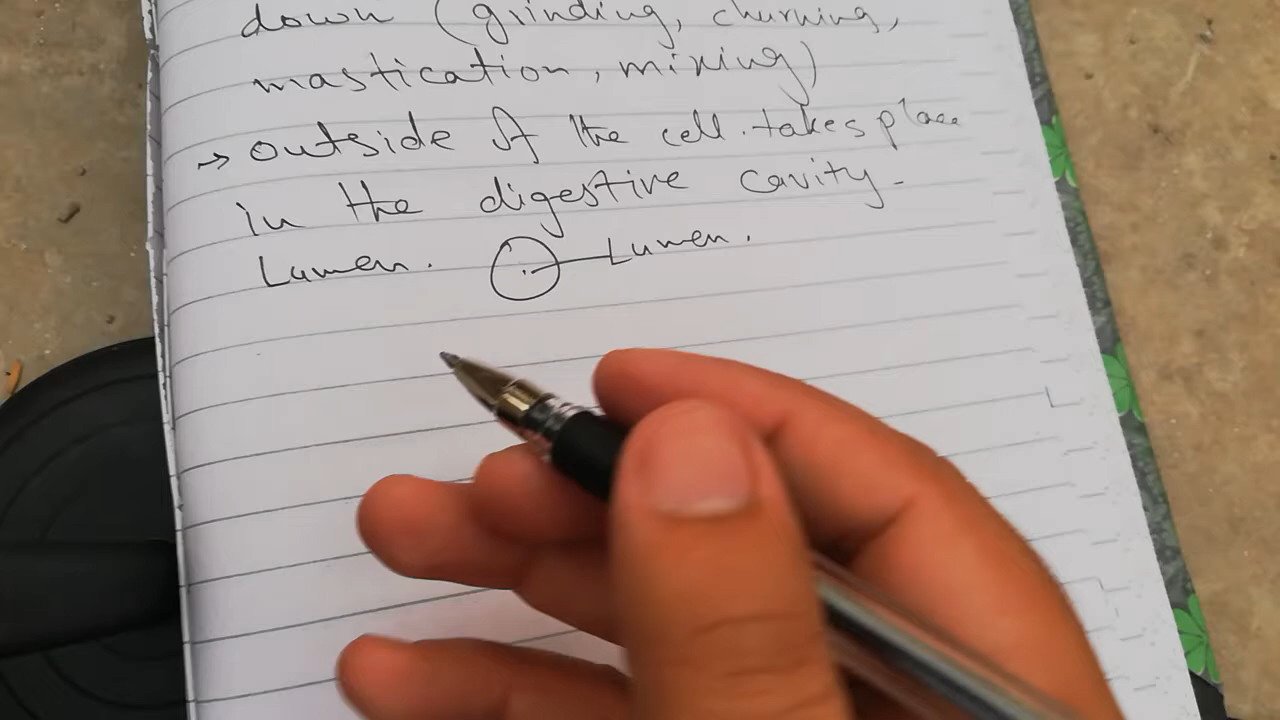 down (grinding, churning,
mastication, mixing)
→ outside of the cell. takes place
in the digestive cavity.
Lumen. Lumen.